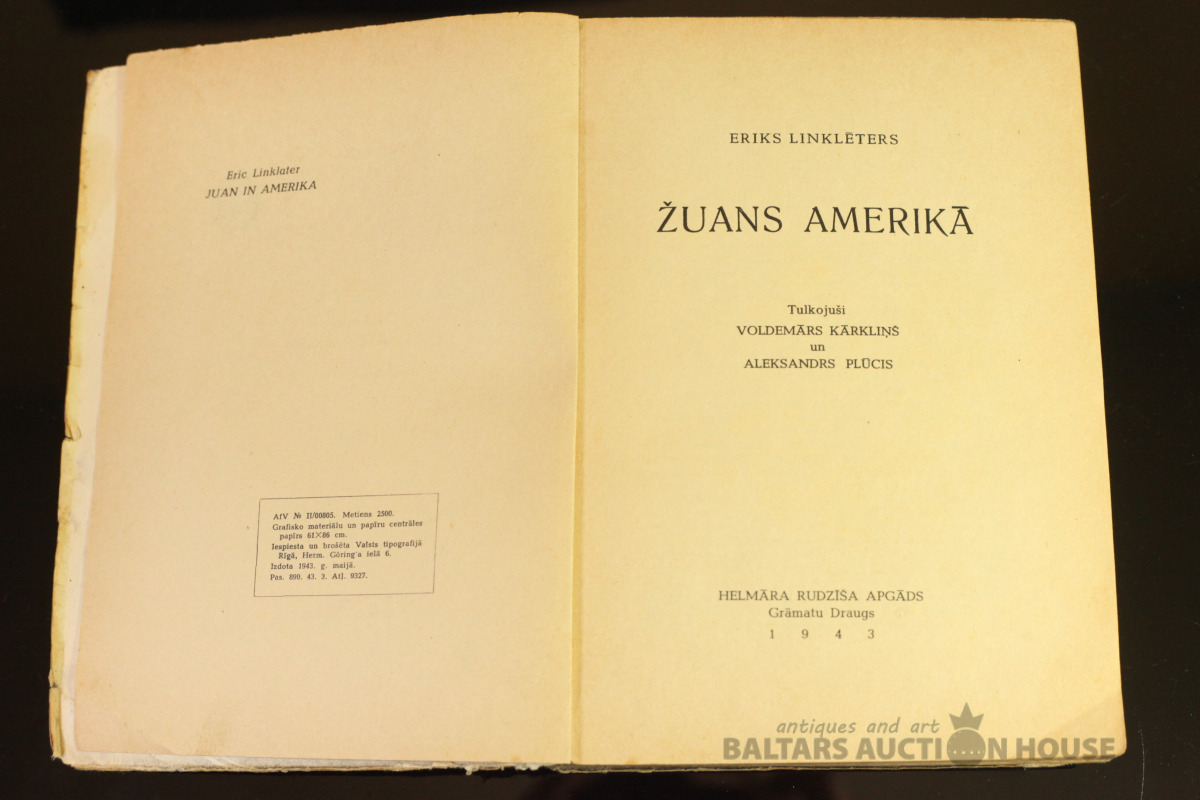 Eric Linklater
JUAN IN AMERIKA
AfV № II/00805. Metiens 2500.
Grafisko materiālu un papīru centrāles
papīrs 61×86 cm.
Iespiesta un brošēta Valsts tipografijā
Rīgā, Herm. Göring'a ielā 6.
Izdota 1943. g. maijā.
Pas. 890. 43. 3. Atļ. 9327.
ERIKS LINKLĒTERS
ŽUANS AMERIKĀ
Tulkojuši
VOLDEMĀRS KĀRKLIŅŠ
un
ALEKSANDRS PLŪCIS
HELMĀRA RUDZĪŠA APGĀDS
Grāmatu Draugs
1 9 4 3
antiques and art
BALTARS AUCTION HOUSE